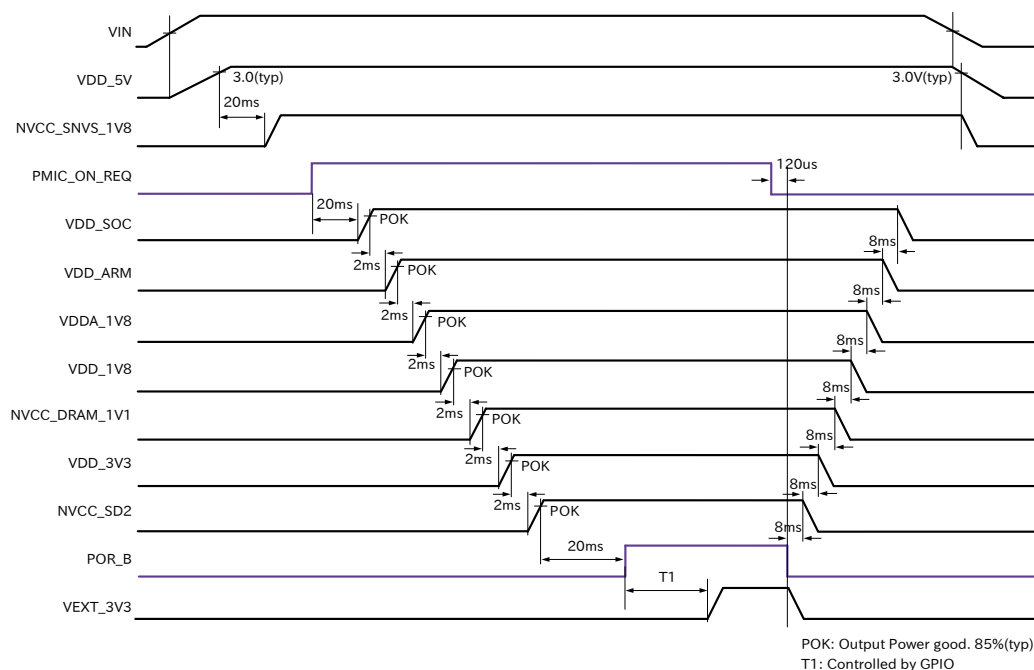 VIN
VDD_5V
3.0(typ)
3.0V(typ)
20ms
NVCC_SNVS_1V8
PMIC_ON_REQ
120us
20ms
VDD_SOC
POK
8ms
2ms
VDD_ARM
POK
8ms
2ms
VDDA_1V8
POK
8ms
2ms
VDD_1V8
POK
8ms
2ms
NVCC_DRAM_1V1
POK
8ms
2ms
VDD_3V3
POK
8ms
2ms
NVCC_SD2
POK
8ms
20ms
POR_B
T1
VEXT_3V3
POK: Output Power good. 85%(typ)
T1: Controlled by GPIO